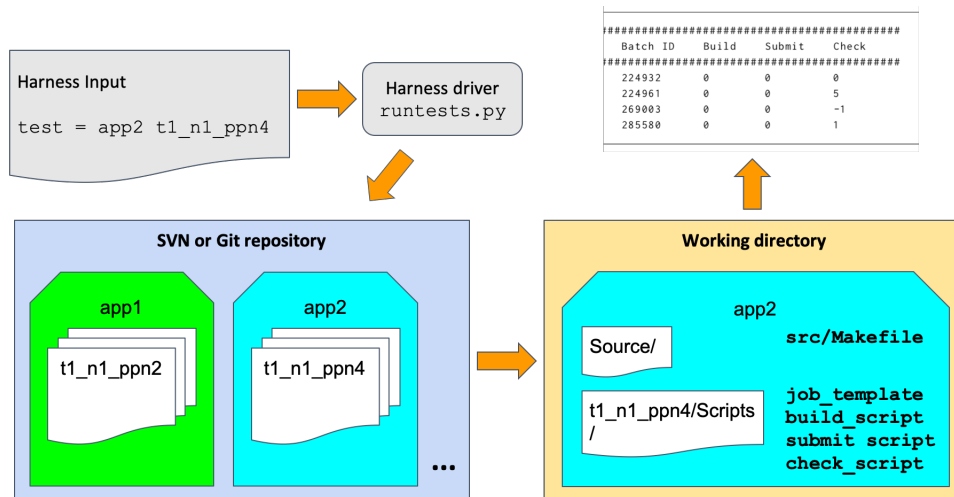 Harness Input
test = app2 t1_n1_ppn4
Harness driver
runtests.py
##############################################
Batch ID Build Submit Check
##############################################
224932 0 0 0
224961 0 0 5
269003 0 0 -1
285580 0 0 1
SVN or Git repository
app1
t1_n1_ppn2
app2
t1_n1_ppn4
...
Working directory
app2
Source/
src/Makefile
t1_n1_ppn4/Scripts
/
job_template
build_script
submit script
check_script